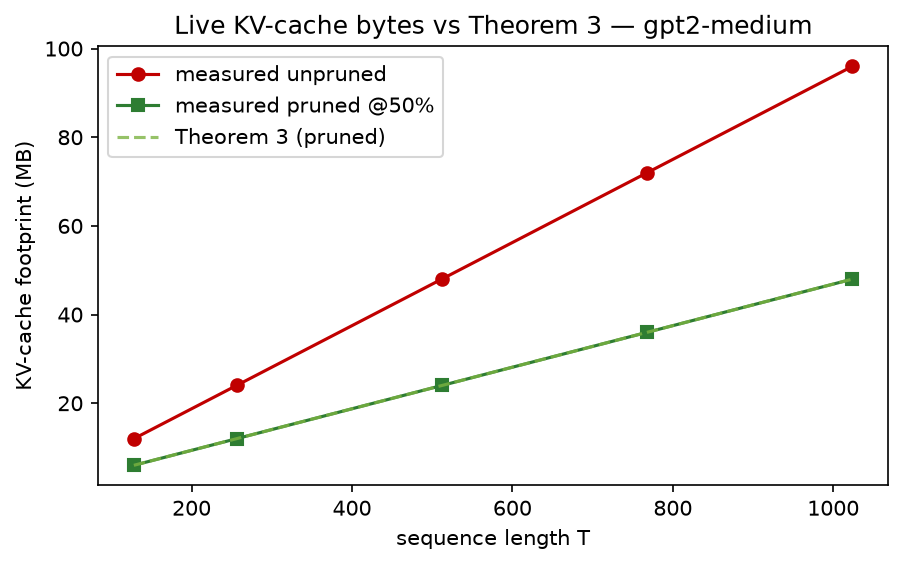 Live KV-cache bytes vs Theorem 3 — gpt2-medium
measured unpruned
measured pruned @50%
Theorem 3 (pruned)
KV-cache footprint (MB)
100
80
60
40
20
200 400 600 800 1000
sequence length T